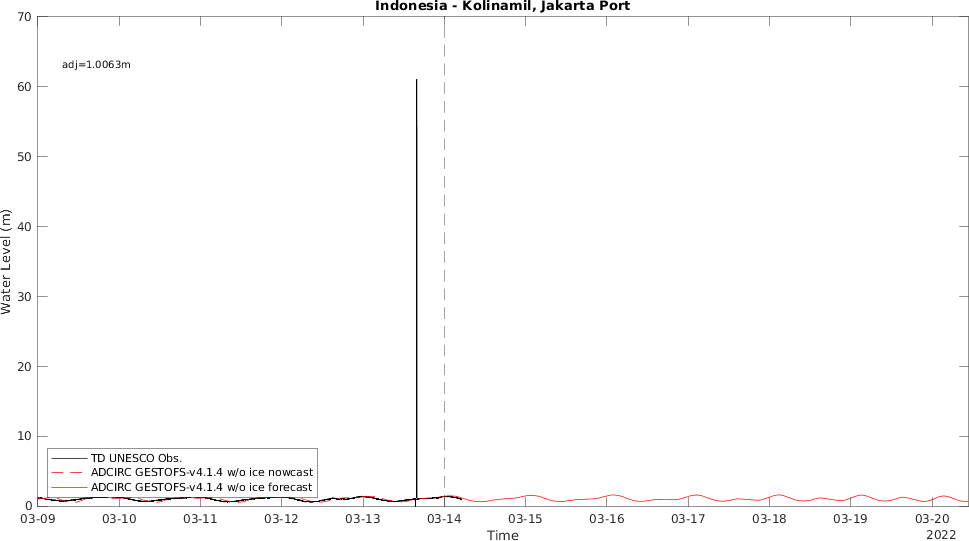 Indonesia - Kolinamil, Jakarta Port
70
60
50
40
30
20
10
0
Water Level (m)
adj=1.0063m
TD UNESCO Obs.
ADCIRC GESTOFS-v4.1.4 w/o ice nowcast
ADCIRC GESTOFS-v4.1.4 w/o ice forecast
03-09 03-10 03-11 03-12 03-13 03-14 03-15 03-16 03-17 03-18 03-19 03-20
2022
Time